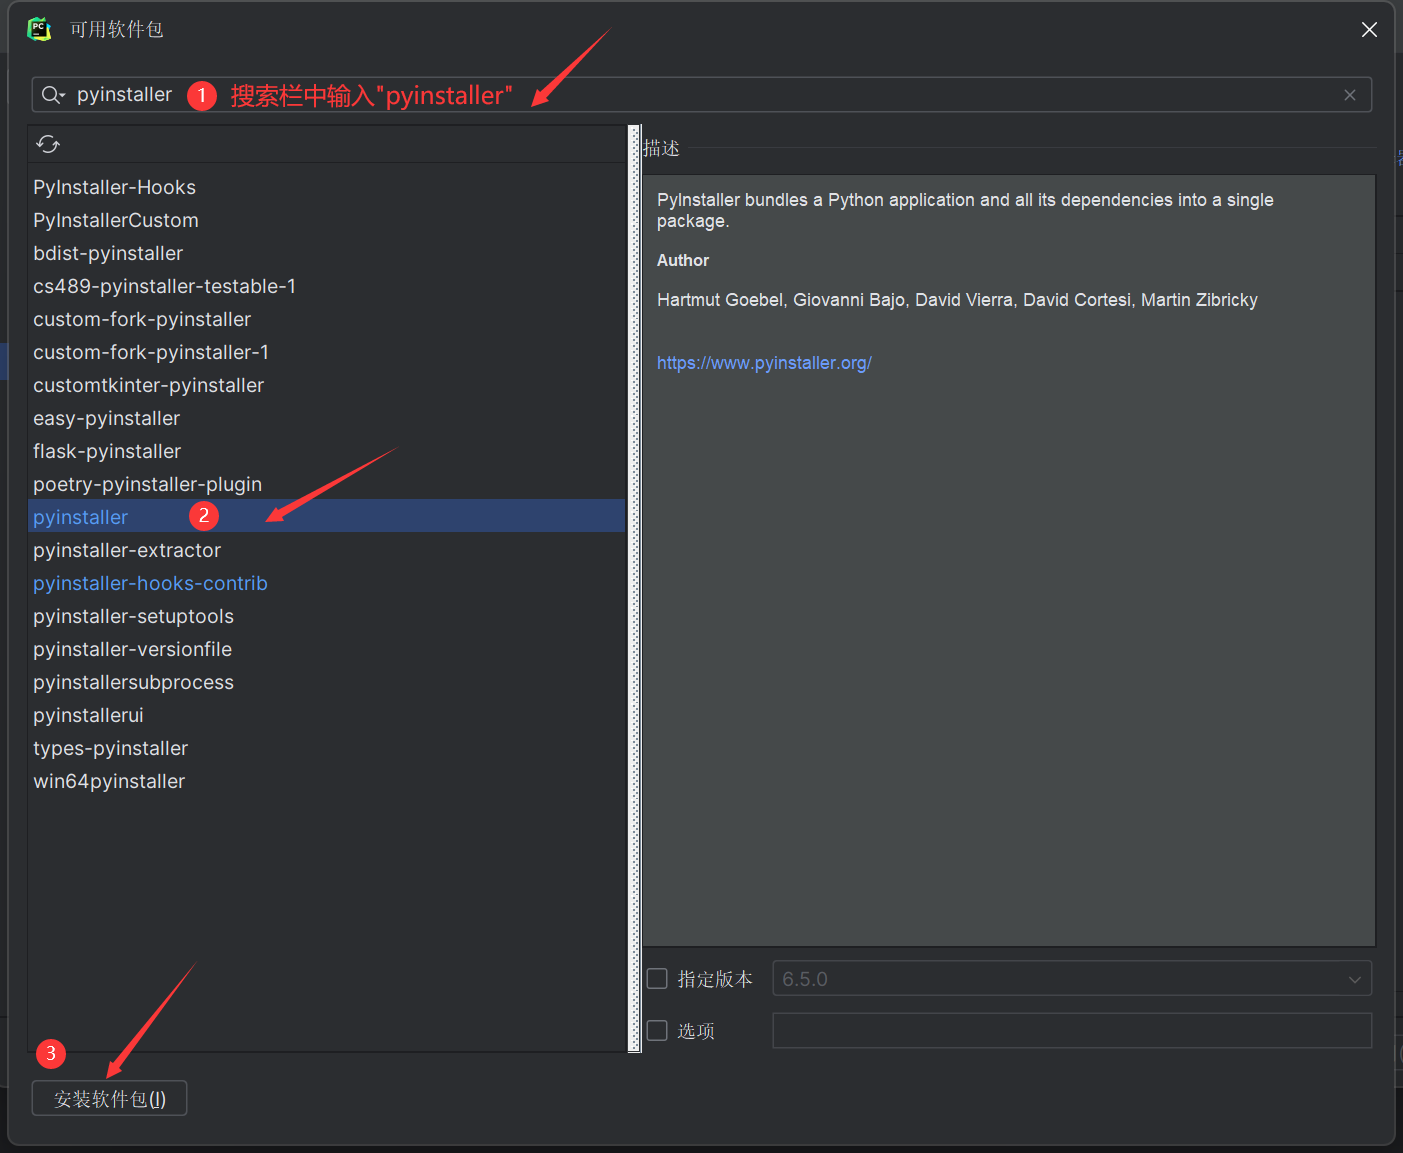 PC 可用软件包
pyinstaller 1 搜索栏中输入"pyinstaller"
PyInstaller-Hooks
PyInstallerCustom
bdist-pyinstaller
cs489-pyinstaller-testable-1
custom-fork-pyinstaller
custom-fork-pyinstaller-1
customtkinter-pyinstaller
easy-pyinstaller
flask-pyinstaller
poetry-pyinstaller-plugin
pyinstaller 2
pyinstaller-extractor
pyinstaller-hooks-contrib
pyinstaller-setuptools
pyinstaller-versionfile
pyinstallersubprocess
pyinstallerui
types-pyinstaller
win64pyinstaller
描述
PyInstaller bundles a Python application and all its dependencies into a single
package.
Author
Hartmut Goebel, Giovanni Bajo, David Vierra, David Cortesi, Martin Zibricky
https://www.pyinstaller.org/
指定版本 6.5.0
选项
3
安装软件包(I)